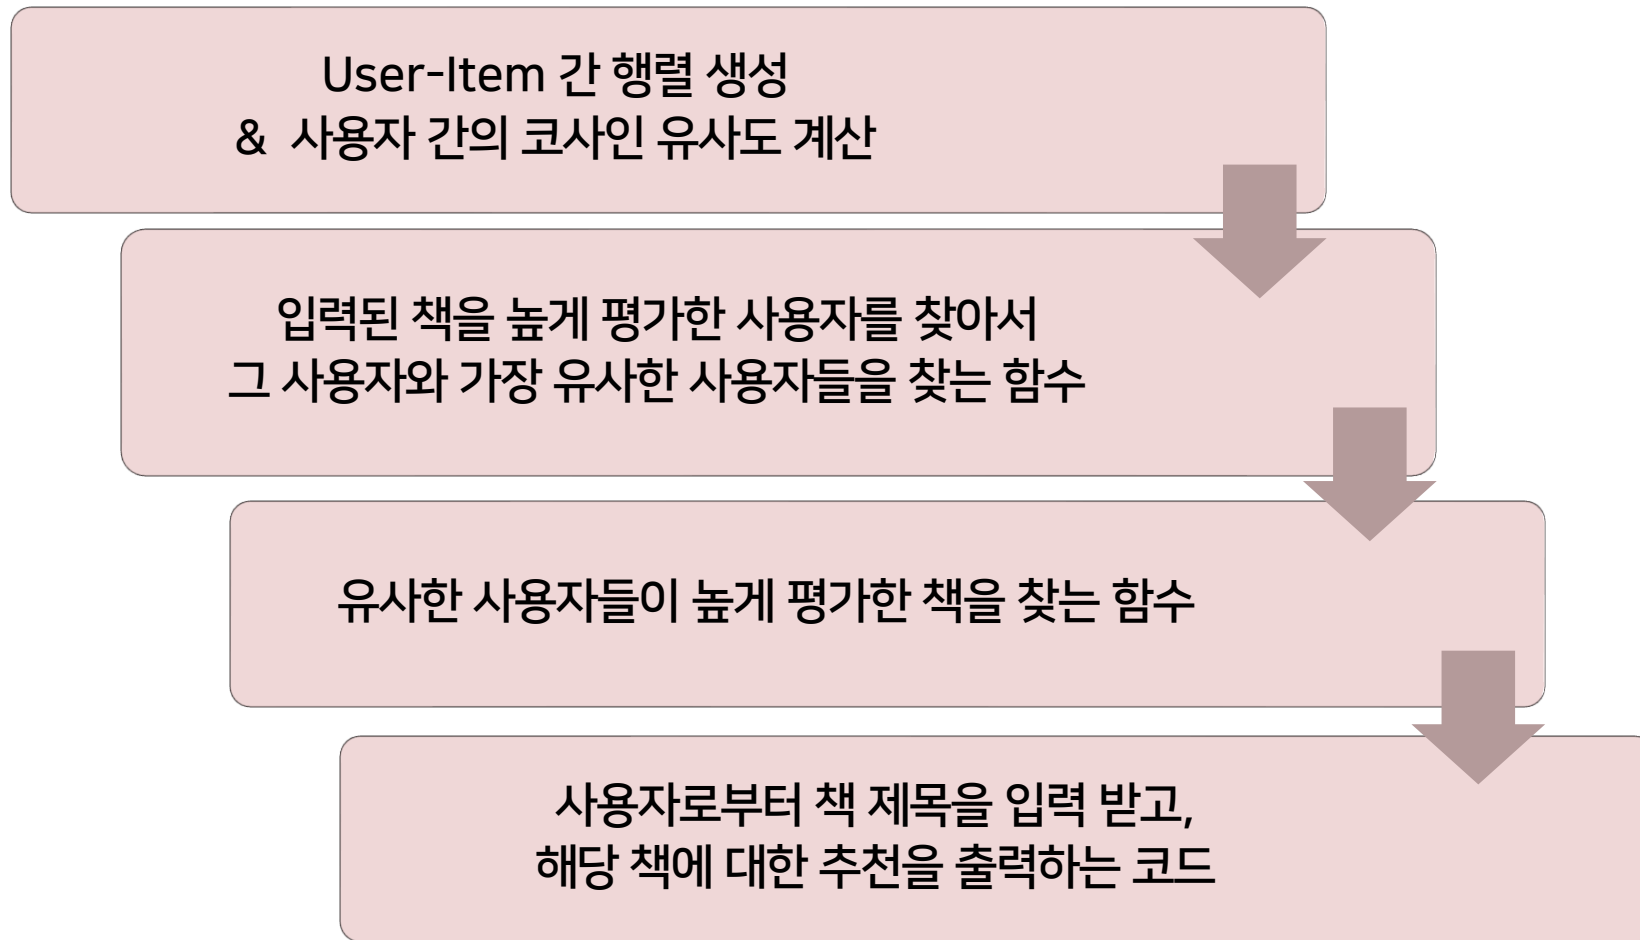 User-Item 간 행렬 생성
& 사용자 간의 코사인 유사도 계산
입력된 책을 높게 평가한 사용자를 찾아서
그 사용자와 가장 유사한 사용자들을 찾는 함수
유사한 사용자들이 높게 평가한 책을 찾는 함수
사용자로부터 책 제목을 입력 받고,
해당 책에 대한 추천을 출력하는 코드